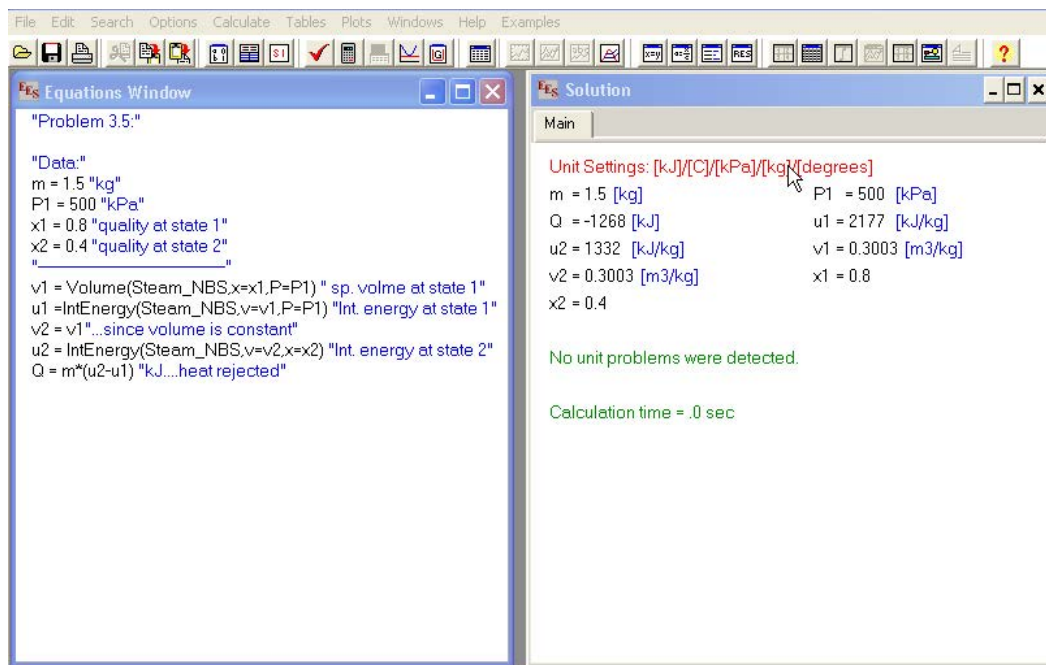 File Edit Search Options Calculate Tables Plots Windows Help Examples
EES Equations Window
"Problem 3.5:"
"Data:"
m = 1.5 "kg"
P1 = 500 "kPa"
x1 = 0.8 "quality at state 1"
x2 = 0.4 "quality at state 2"
"______________________"
v1 = Volume(Steam_NBS,x=x1,P=P1) " sp. volme at state 1"
u1 =IntEnergy(Steam_NBS,v=v1,P=P1) "Int. energy at state 1"
v2 = v1"...since volume is constant"
u2 = IntEnergy(Steam_NBS,v=v2,x=x2) "Int. energy at state 2"
Q = m*(u2-u1) "kJ....heat rejected"
EES Solution
Main
Unit Settings: [kJ]/[C]/[kPa]/[kg]/[degrees]
m = 1.5 [kg] P1 = 500 [kPa]
Q = -1268 [kJ] u1 = 2177 [kJ/kg]
u2 = 1332 [kJ/kg] v1 = 0.3003 [m3/kg]
v2 = 0.3003 [m3/kg] x1 = 0.8
x2 = 0.4
No unit problems were detected.
Calculation time = .0 sec